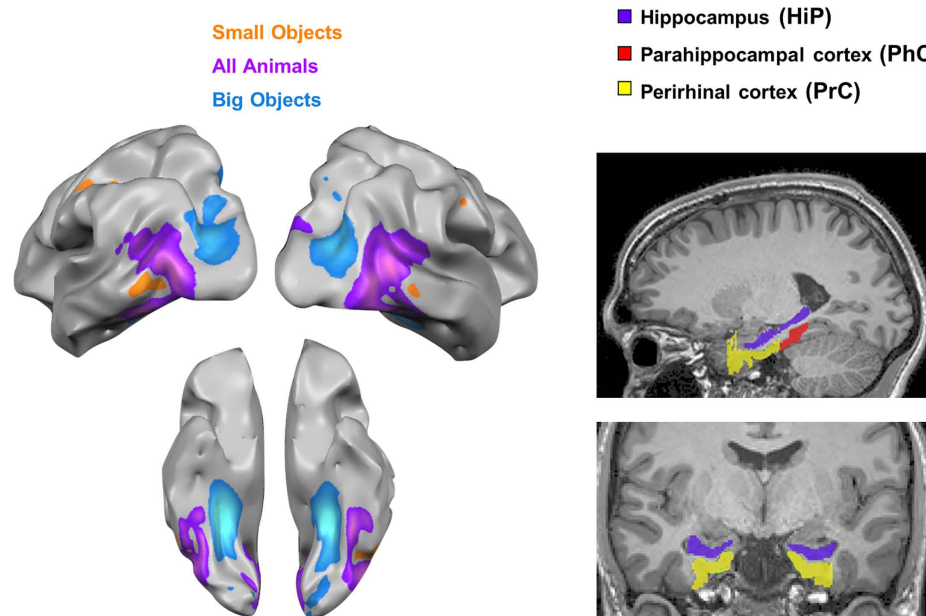 Small Objects
All Animals
Big Objects
Hippocampus (HiP)
Parahippocampal cortex (PhC
Perirhinal cortex (PrC)